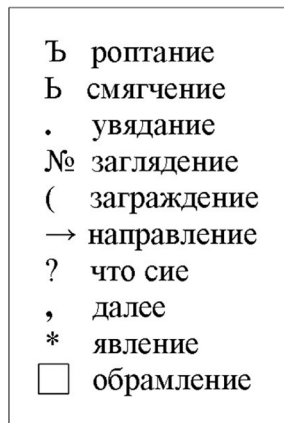 Ъ роптание
Ь смягчение
. увядание
№ заглядение
( заграждение
→ направление
? что сие
, далее
* явление
□ обрамление